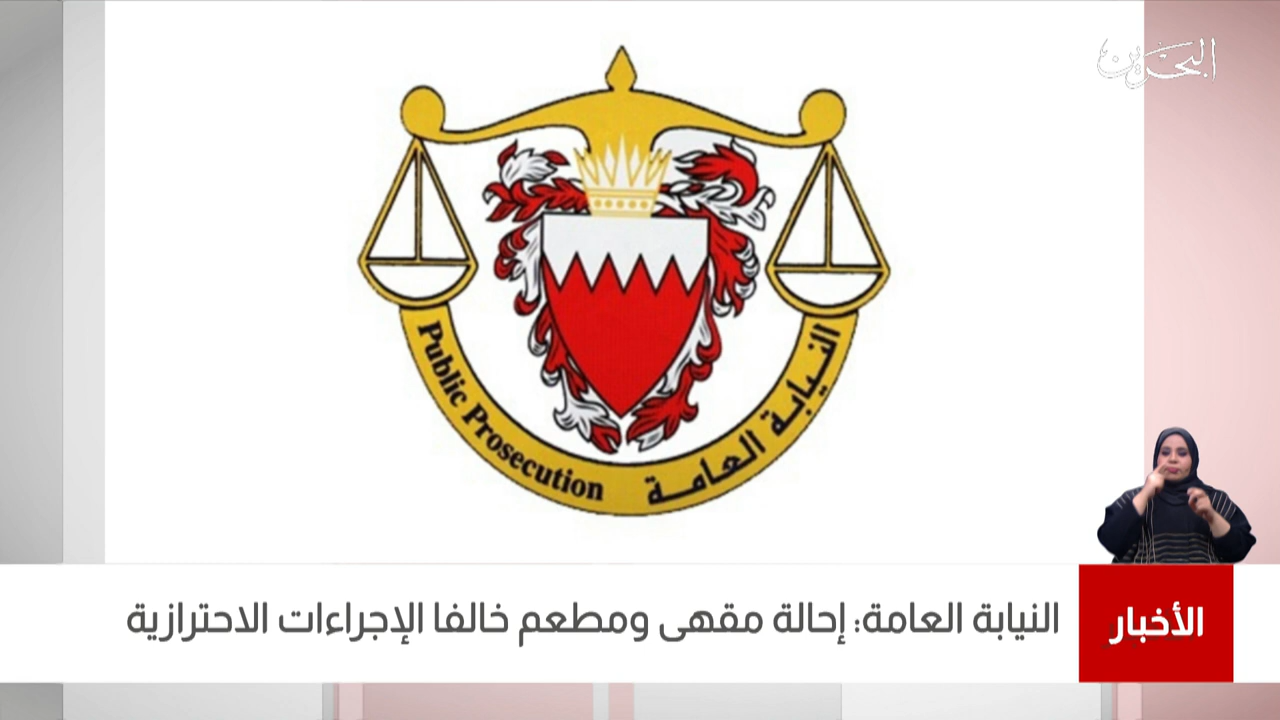 البحرين
Public Prosecution
النيابة العامة
النيابة العامة: إحالة مقهى ومطعم خالفا الإجراءات الاحترازية
الأخبار